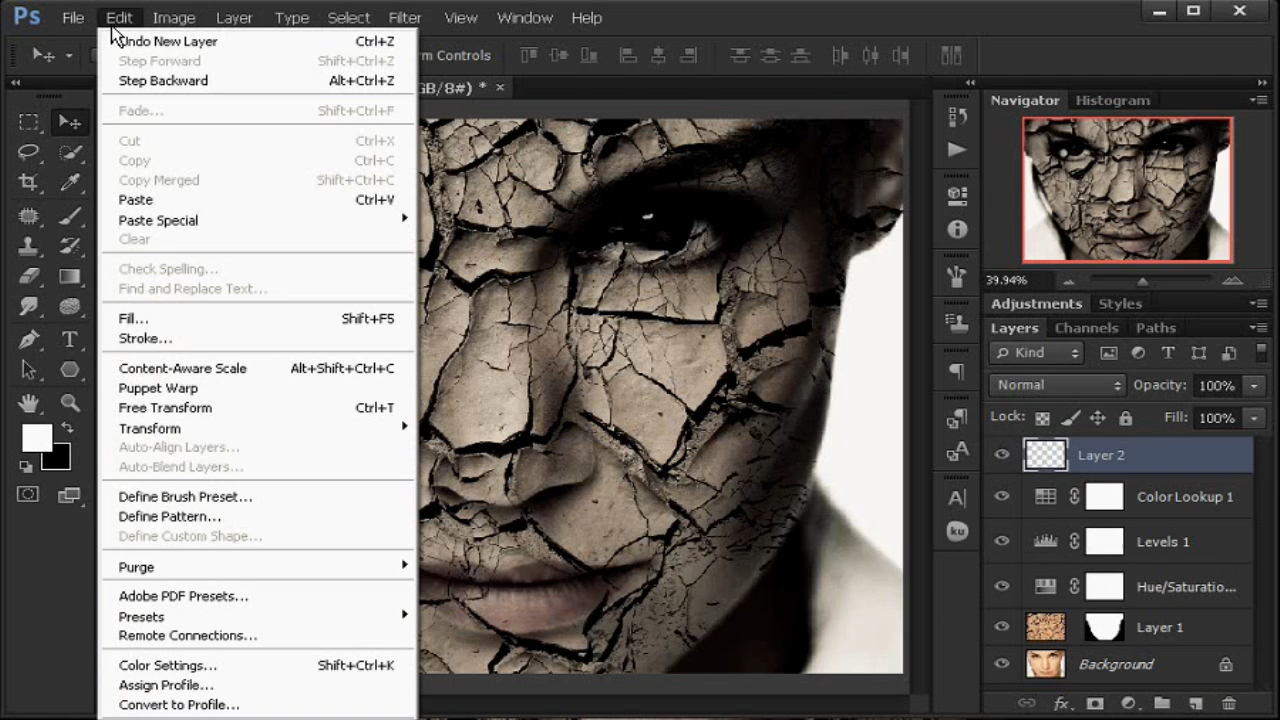 Ps File Edit Image Layer Type Select Filter View Window Help
Undo New Layer Ctrl+Z
Step Forward Shift+Ctrl+Z
Step Backward Alt+Ctrl+Z
Fade... Shift+Ctrl+F
Cut Ctrl+X
Copy Ctrl+C
Copy Merged Shift+Ctrl+C
Paste Ctrl+V
Paste Special
Clear
Check Spelling...
Find and Replace Text...
Fill... Shift+F5
Stroke...
Content-Aware Scale Alt+Shift+Ctrl+C
Puppet Warp
Free Transform Ctrl+T
Transform
Auto-Align Layers...
Auto-Blend Layers...
Define Brush Preset...
Define Pattern...
Define Custom Shape...
Purge
Adobe PDF Presets...
Presets
Remote Connections...
Color Settings... Shift+Ctrl+K
Assign Profile...
Convert to Profile...
m Controls
GB/8#) * ×
Navigator Histogram
39.94%
Adjustments Styles
Layers Channels Paths
Kind
Normal Opacity: 100%
Lock: Fill: 100%
Layer 2
Color Lookup 1
Levels 1
Hue/Saturatio...
Layer 1
Background
A|
ku